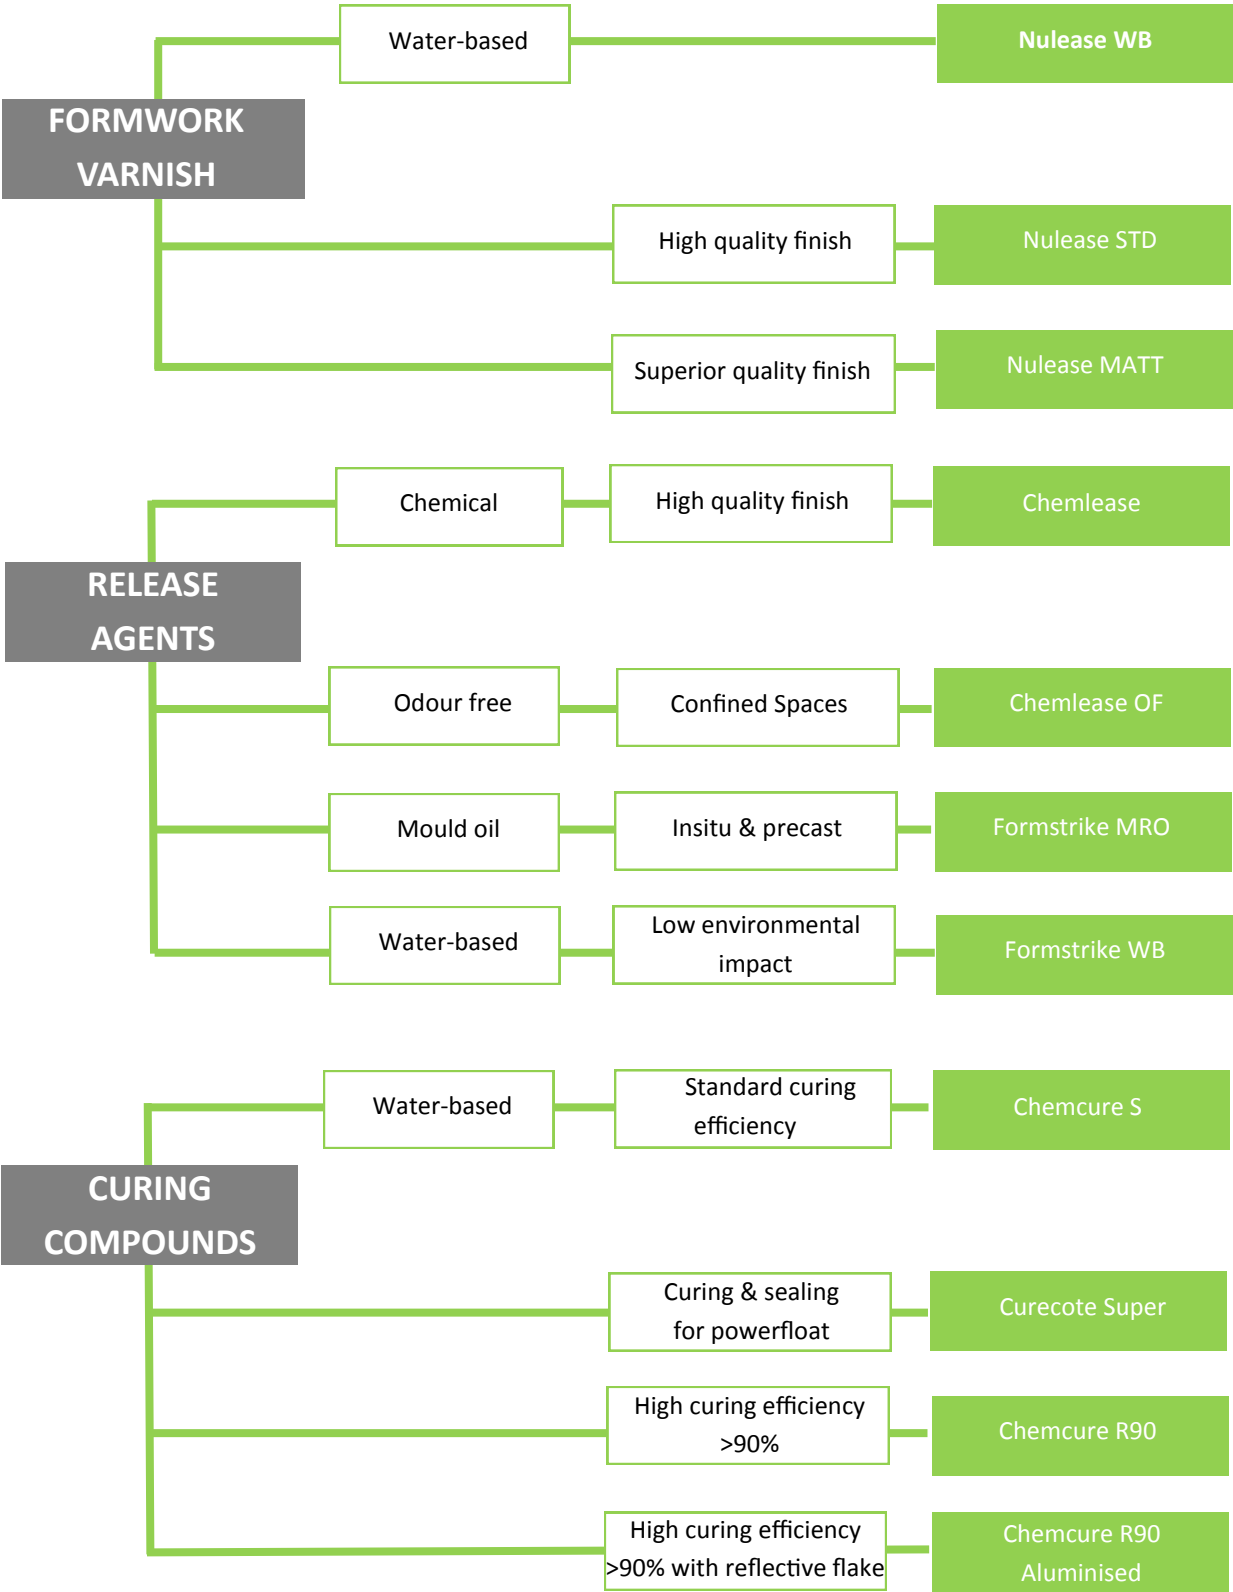 Water-based
Nulease WB
FORMWORK
VARNISH
High quality finish
Nulease STD
Superior quality finish
Nulease MATT
Chemical
High quality finish
Chemlease
RELEASE
AGENTS
Odour free
Confined Spaces
Chemlease OF
Mould oil
Insitu & precast
Formstrike MRO
Water-based
Low environmental
impact
Formstrike WB
Water-based
Standard curing
efficiency
Chemcure S
CURING
COMPOUNDS
Curing & sealing
for powerfloat
Curecote Super
High curing efficiency
>90%
Chemcure R90
High curing efficiency
>90% with reflective flake
Chemcure R90
Aluminised